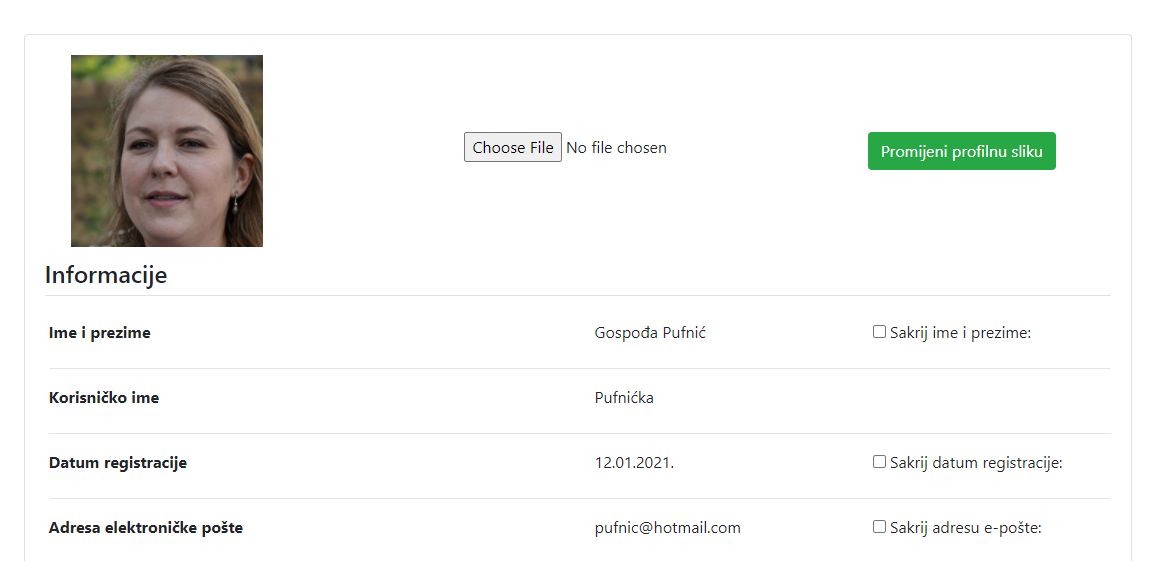 Choose File No file chosen
Promijeni profilnu sliku
Informacije
Ime i prezime Gospođa Pufnić Sakrij ime i prezime:
Korisničko ime Pufnićka
Datum registracije 12.01.2021. Sakrij datum registracije:
Adresa elektroničke pošte pufnic@hotmail.com Sakrij adresu e-pošte: